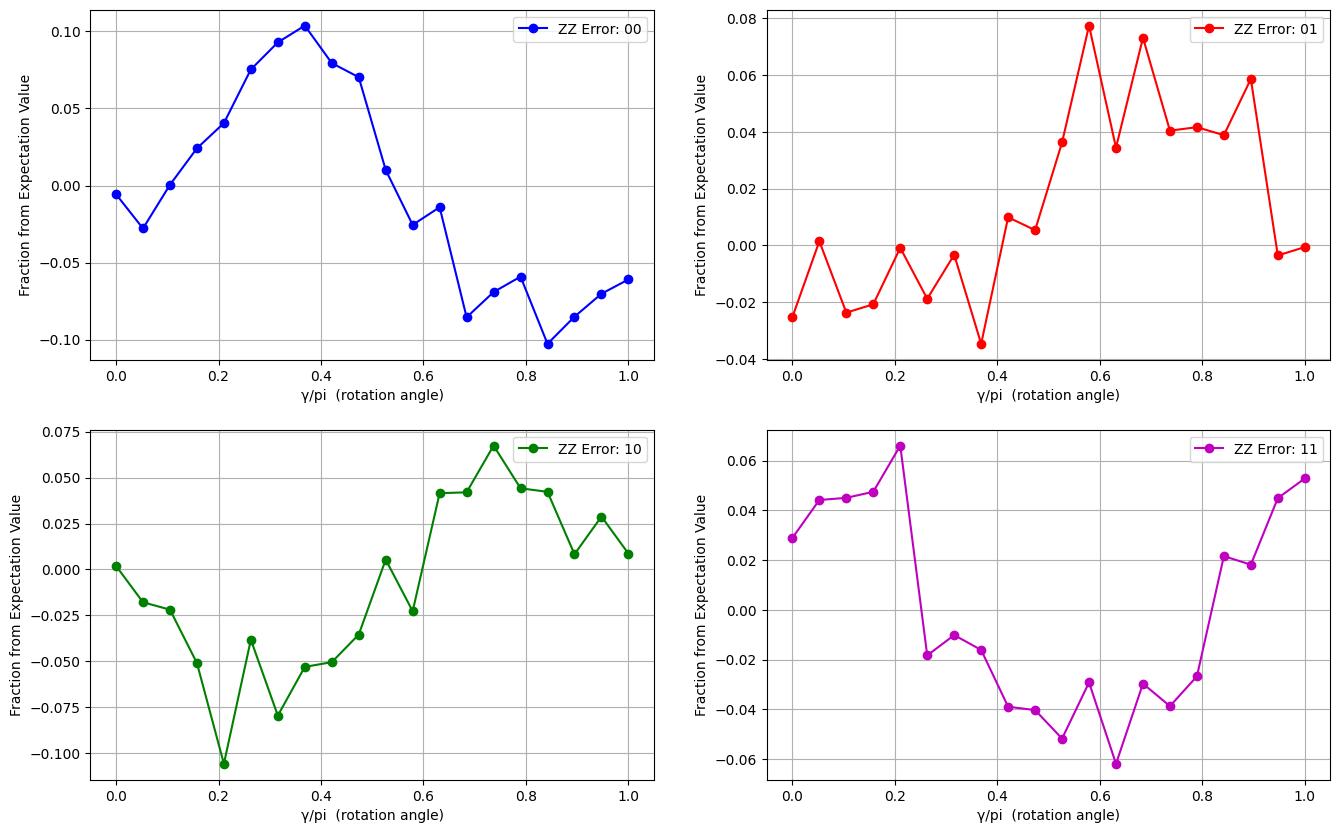 ZZ Error: 00
Fraction from Expectation Value
0.10
0.05
0.00
−0.05
−0.10
0.0 0.2 0.4 0.6 0.8 1.0
γ/pi  (rotation angle)
ZZ Error: 01
Fraction from Expectation Value
0.08
0.06
0.04
0.02
0.00
−0.02
−0.04
0.0 0.2 0.4 0.6 0.8 1.0
γ/pi  (rotation angle)
ZZ Error: 10
Fraction from Expectation Value
0.075
0.050
0.025
0.000
−0.025
−0.050
−0.075
−0.100
0.0 0.2 0.4 0.6 0.8 1.0
γ/pi  (rotation angle)
ZZ Error: 11
Fraction from Expectation Value
0.06
0.04
0.02
0.00
−0.02
−0.04
−0.06
0.0 0.2 0.4 0.6 0.8 1.0
γ/pi  (rotation angle)